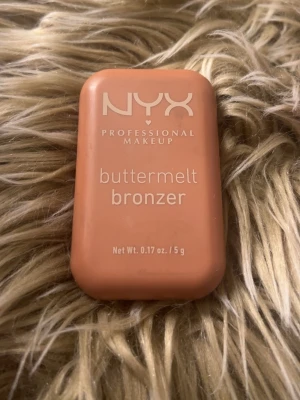 NYX
PROFESSIONAL
MAKEUP
buttermelt
bronzer
Net Wt. 0.17 oz. / 5 g